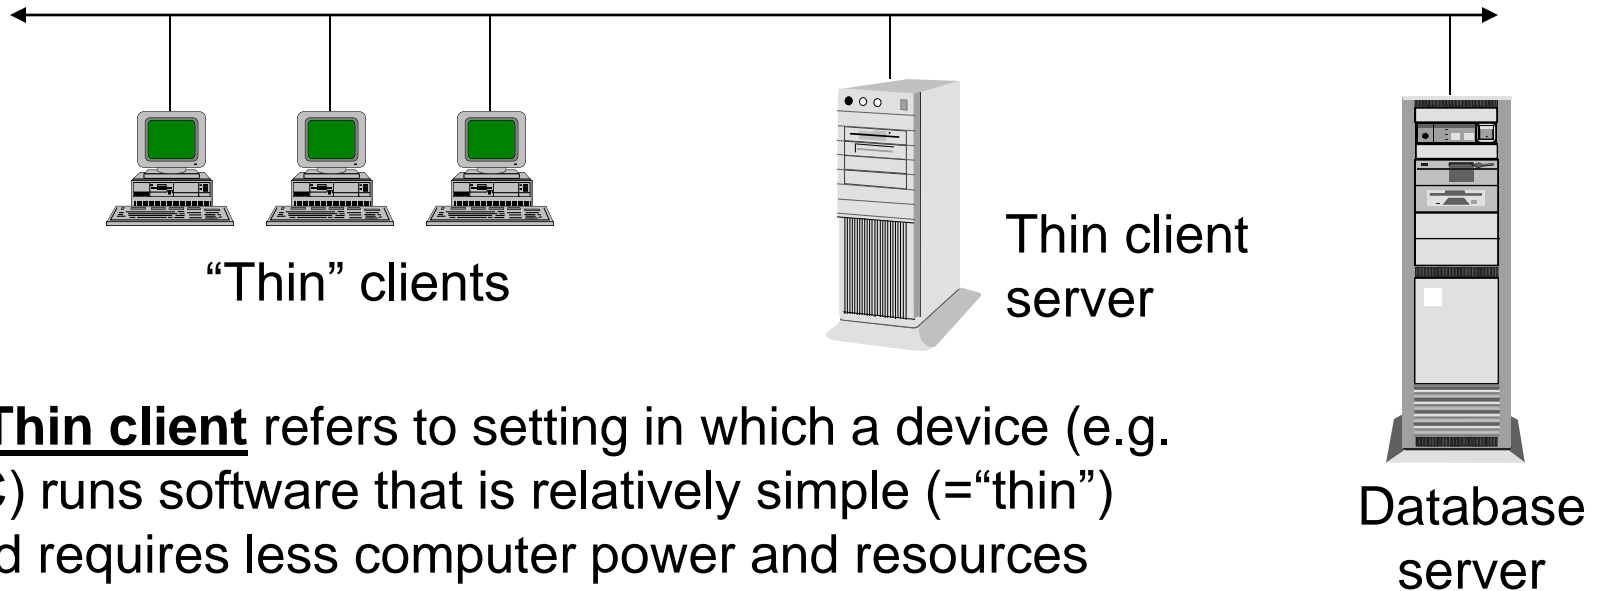 “Thin” clients
Thin client
server
Thin client refers to setting in which a device (e.g.
C) runs software that is relatively simple (=“thin”)
d requires less computer power and resources
Database
server